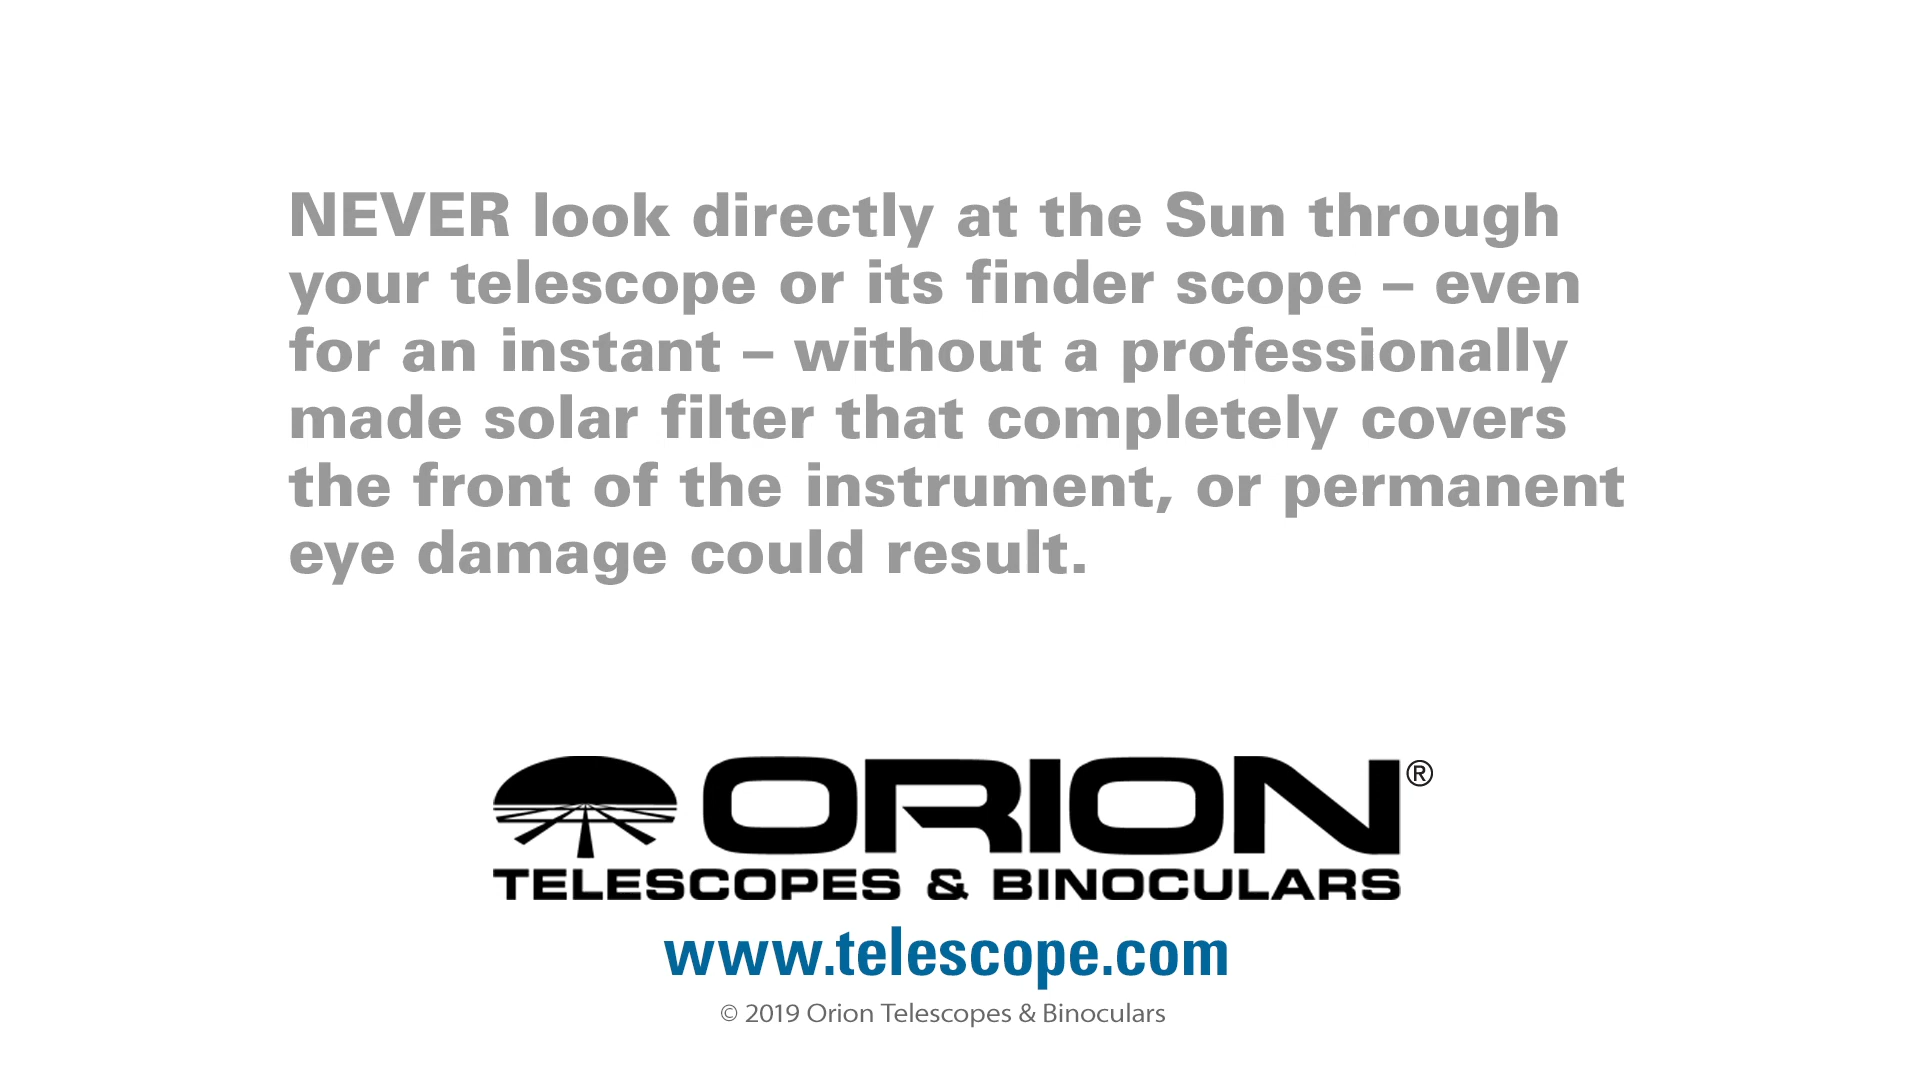 NEVER look directly at the Sun through
your telescope or its finder scope – even
for an instant – without a professionally
made solar filter that completely covers
the front of the instrument, or permanent
eye damage could result.
ORION®
TELESCOPES & BINOCULARS
www.telescope.com
© 2019 Orion Telescopes & Binoculars